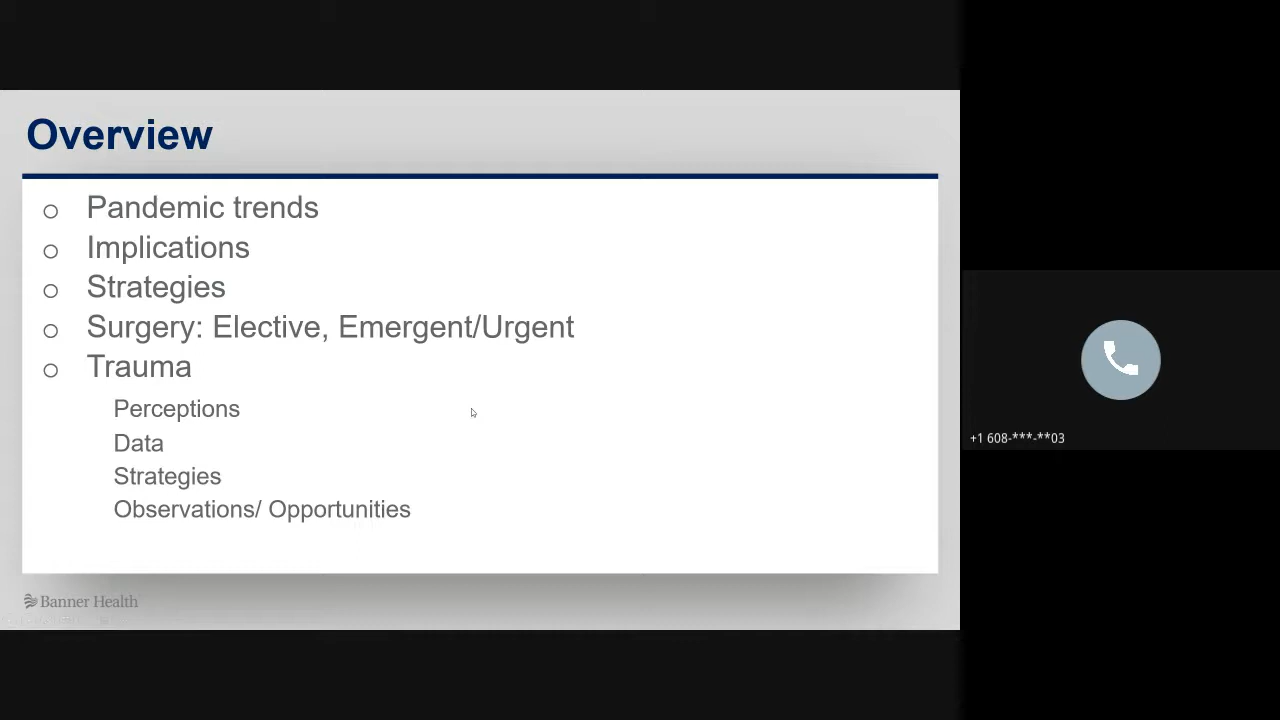 Overview
o Pandemic trends
o Implications
o Strategies
o Surgery: Elective, Emergent/Urgent
o Trauma
Perceptions
Data
Strategies
Observations/ Opportunities
Banner Health
+1 608-***-**03